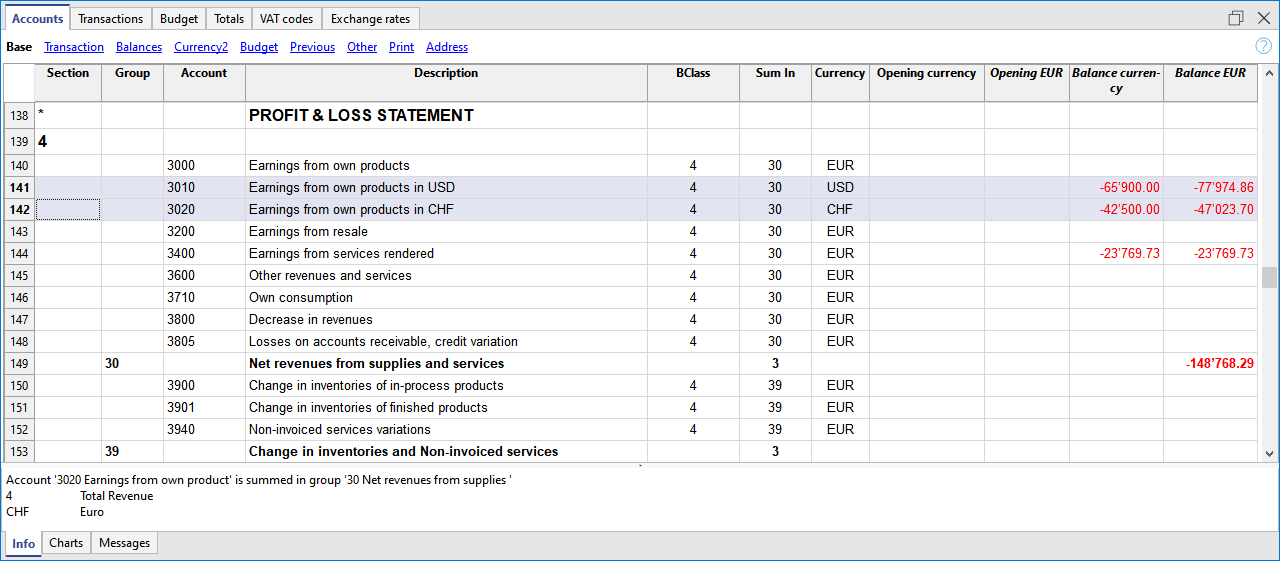 Accounts Transactions Budget Totals VAT codes Exchange rates
Base Transaction Balances Currency2 Budget Previous Other Print Address ?
Section Group Account Description BClass Sum In Currency Opening currency Opening EUR Balance curren- Balance EUR
cy
138 * PROFIT & LOSS STATEMENT
139 4
140 3000 Earnings from own products 4 30 EUR
141 3010 Earnings from own products in USD 4 30 USD -65'900.00 -77'974.86
142 3020 Earnings from own products in CHF 4 30 CHF -42'500.00 -47'023.70
143 3200 Earnings from resale 4 30 EUR
144 3400 Earnings from services rendered 4 30 EUR -23'769.73 -23'769.73
145 3600 Other revenues and services 4 30 EUR
146 3710 Own consumption 4 30 EUR
147 3800 Decrease in revenues 4 30 EUR
148 3805 Losses on accounts receivable, credit variation 4 30 EUR
149 30 Net revenues from supplies and services 3 -148'768.29
150 3900 Change in inventories of in-process products 4 39 EUR
151 3901 Change in inventories of finished products 4 39 EUR
152 3940 Non-invoiced services variations 4 39 EUR
153 39 Change in inventories and Non-invoiced services 3
Account '3020 Earnings from own product' is summed in group '30 Net revenues from supplies '
4 Total Revenue
CHF Euro
Info Charts Messages